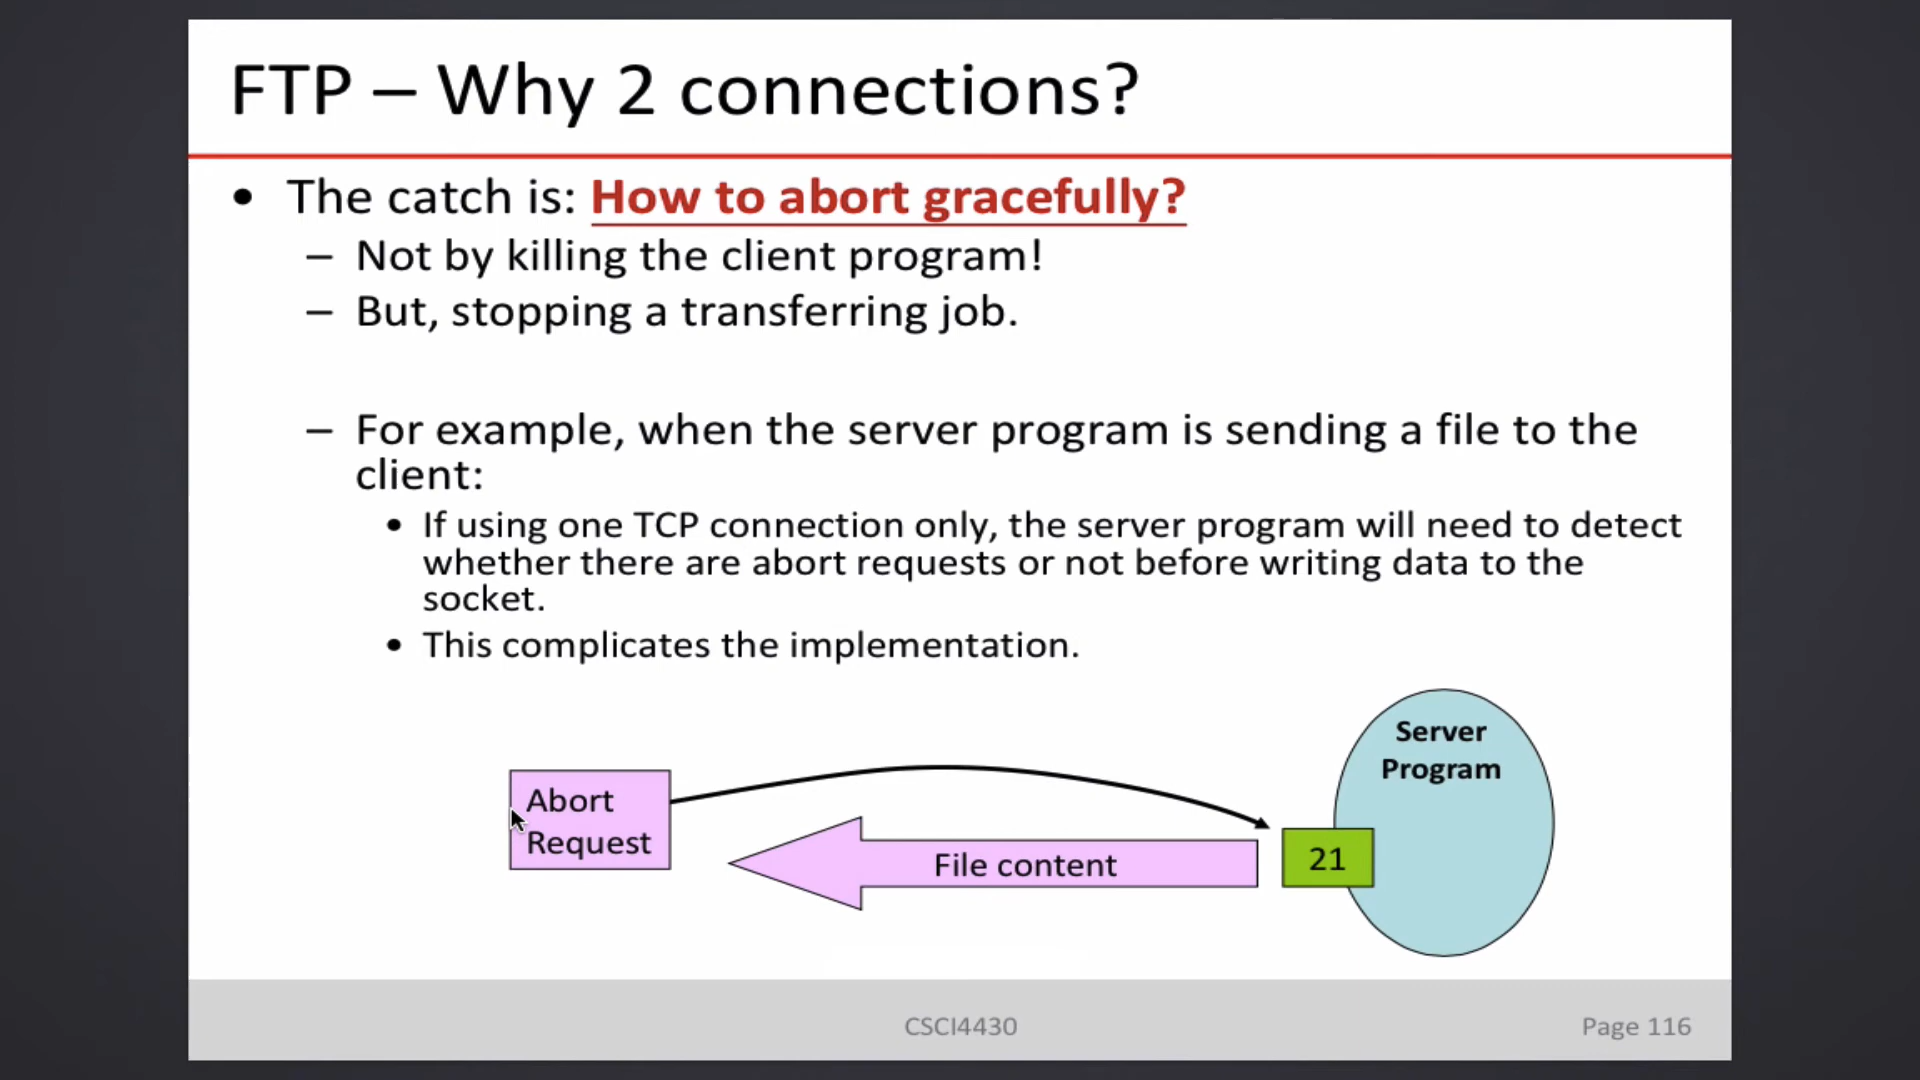 FTP – Why 2 connections?
• The catch is: How to abort gracefully?
– Not by killing the client program!
– But, stopping a transferring job.
– For example, when the server program is sending a file to the
client:
• If using one TCP connection only, the server program will need to detect
whether there are abort requests or not before writing data to the
socket.
• This complicates the implementation.
Server
Program
Abort
Request
File content
21
CSCI4430
Page 116